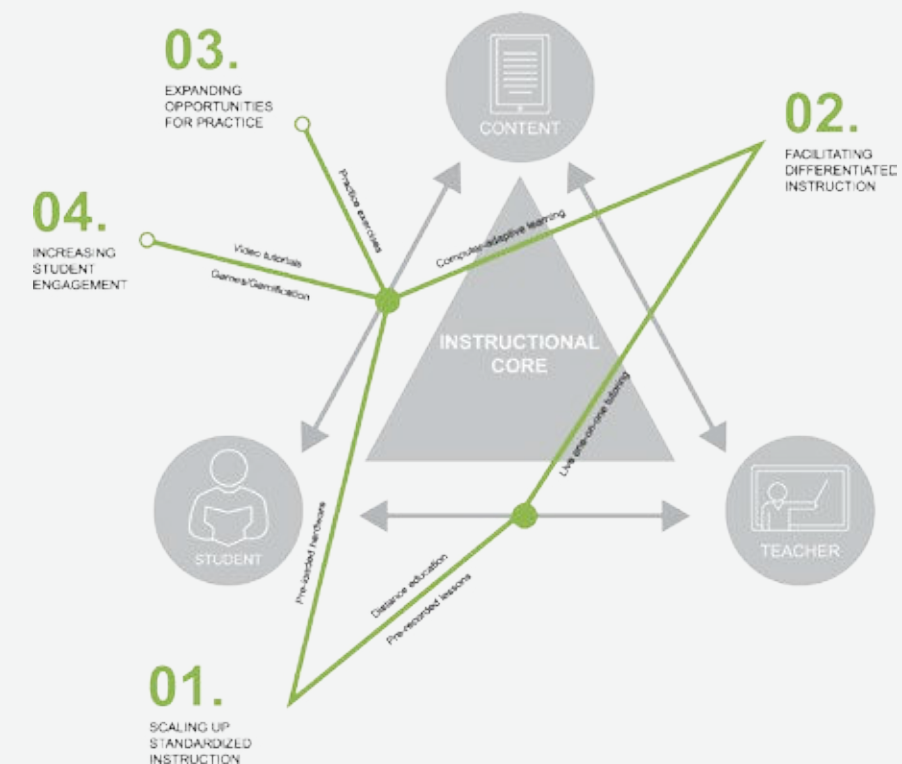 03.
EXPANDING
OPPORTUNITIES
FOR PRACTICE
CONTENT
02.
FACILITATING
DIFFERENTIATED
INSTRUCTION
04.
INCREASING
STUDENT
ENGAGEMENT
Practice exercises
Video tutorials
Games/Gamification
Computer-adaptive learning
INSTRUCTIONAL
CORE
Live one-on-one tutoring
STUDENT
TEACHER
Pre-loaded hardware
Distance education
Pre-recorded lessons
01.
SCALING UP
STANDARDIZED
INSTRUCTION